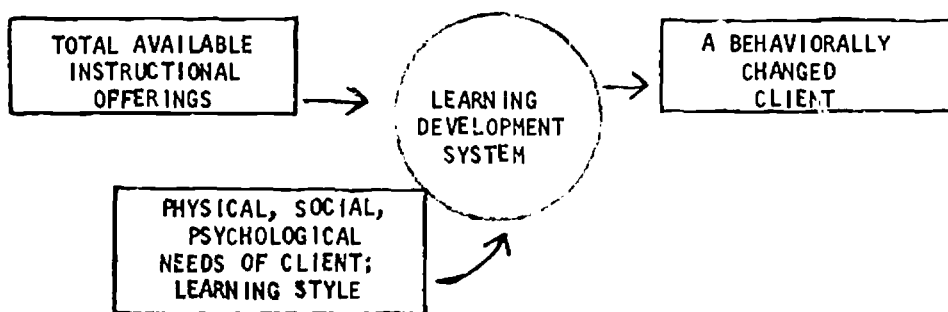 TOTAL AVAILABLE
INSTRUCTIONAL
OFFERINGS
LEARNING
DEVELOPMENT
SYSTEM
A BEHAVIORALLY
CHANGED
CLIENT
PHYSICAL, SOCIAL,
PSYCHOLOGICAL
NEEDS OF CLIENT;
LEARNING STYLE